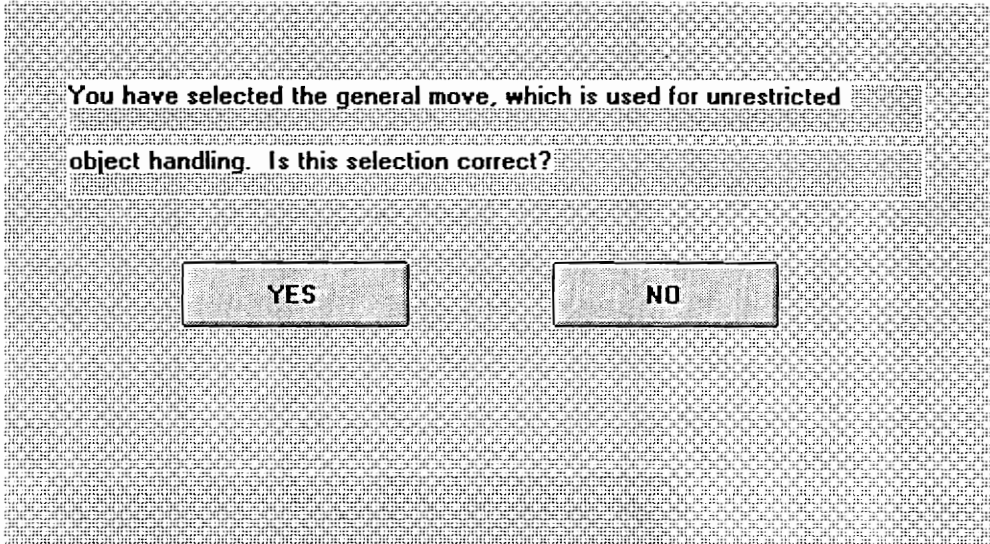 You have selected the general move, which is used for unrestricted
object handling.  Is this selection correct?
YES NO